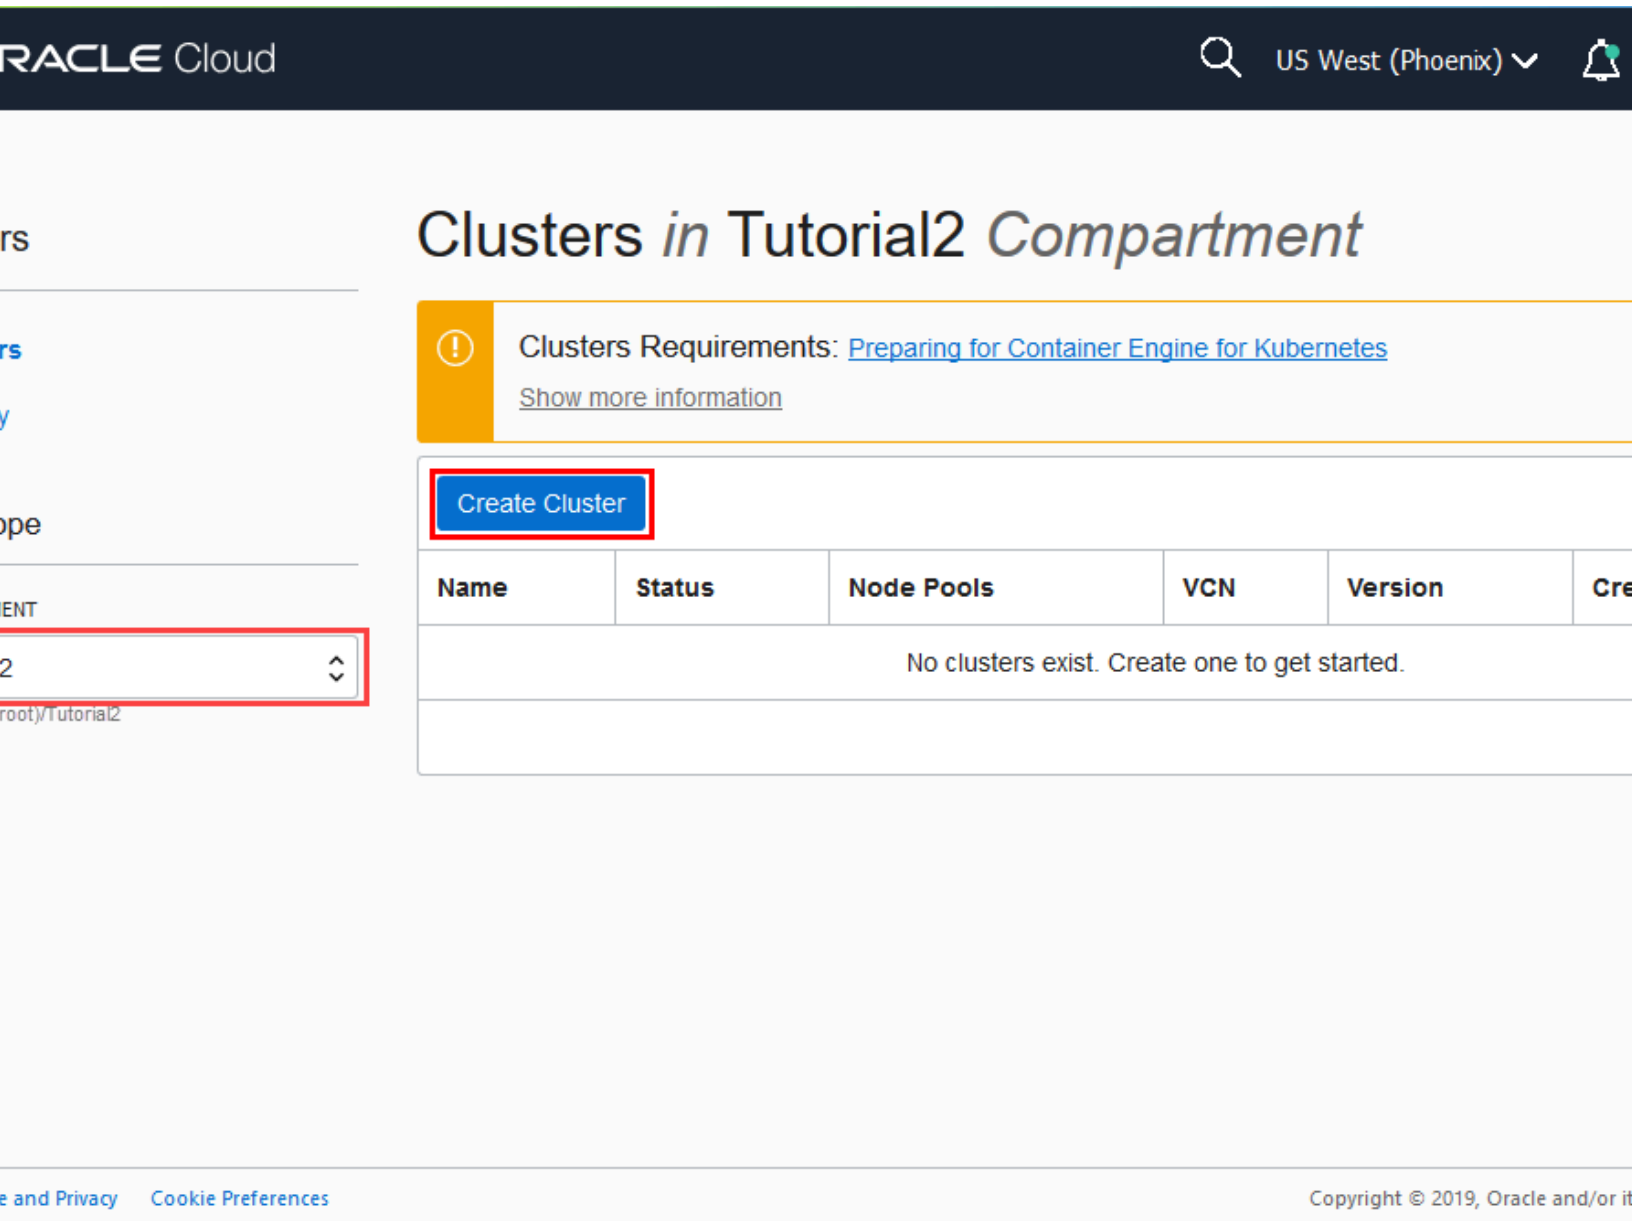 RACLE Cloud
US West (Phoenix)
rs
Clusters in Tutorial2 Compartment
rs
Clusters Requirements: Preparing for Container Engine for Kubernetes
Show more information
y
Create Cluster
ope
Name Status Node Pools VCN Version Cre
ENT
No clusters exist. Create one to get started.
2
root)/Tutorial2
e and Privacy Cookie Preferences Copyright © 2019, Oracle and/or it